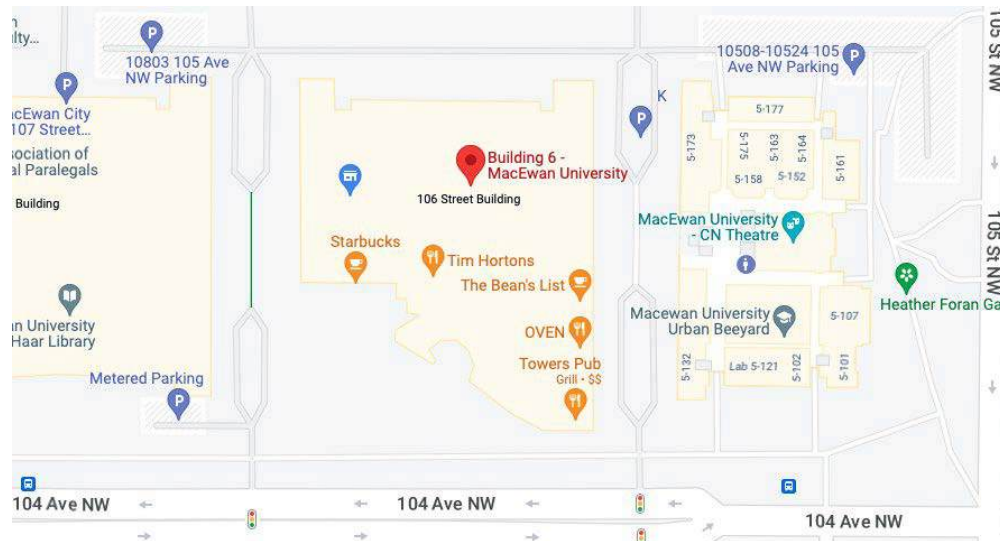 lty...
10803 105 Ave
NW Parking
10508-10524 105
Ave NW Parking
105 St NW
P
P
P
P
K
acEwan City
107 Street...
sociation of
al Paralegals
Building
Building 6 -
MacEwan University
106 Street Building
5-177
5-173
5-175
5-163
5-164
5-161
5-158
5-152
MacEwan University
- CN Theatre
105 St NW
Starbucks
Tim Hortons
The Bean's List
Heather Foran Ga
an University
Haar Library
OVEN
Macewan University
Urban Beeyard
5-107
Towers Pub
Grill • $$
Metered Parking
P
5-132
Lab 5-121
5-102
5-101
104 Ave NW
104 Ave NW
104 Ave NW